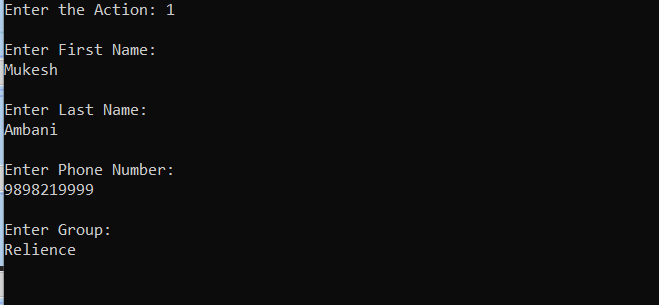 Enter the Action: 1
Enter First Name:
Mukesh
Enter Last Name:
Ambani
Enter Phone Number:
9898219999
Enter Group:
Relience